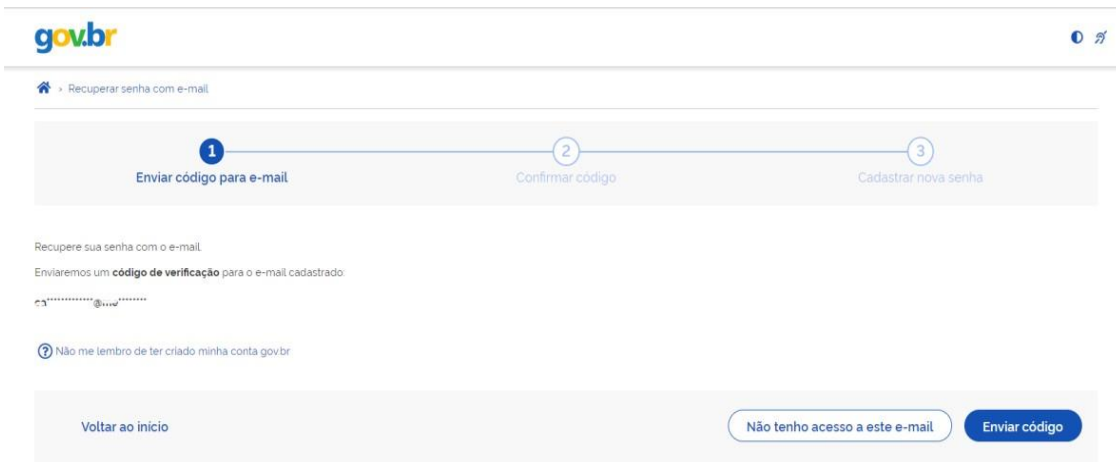 gov.br
Recuperar senha com e-mail
1
2
3
Enviar código para e-mail
Confirmar código
Cadastrar nova senha
Recupere sua senha com o e-mail.
Enviaremos um código de verificação para o e-mail cadastrado:
Não me lembro de ter criado minha conta gov.br
Voltar ao início
Não tenho acesso a este e-mail
Enviar código